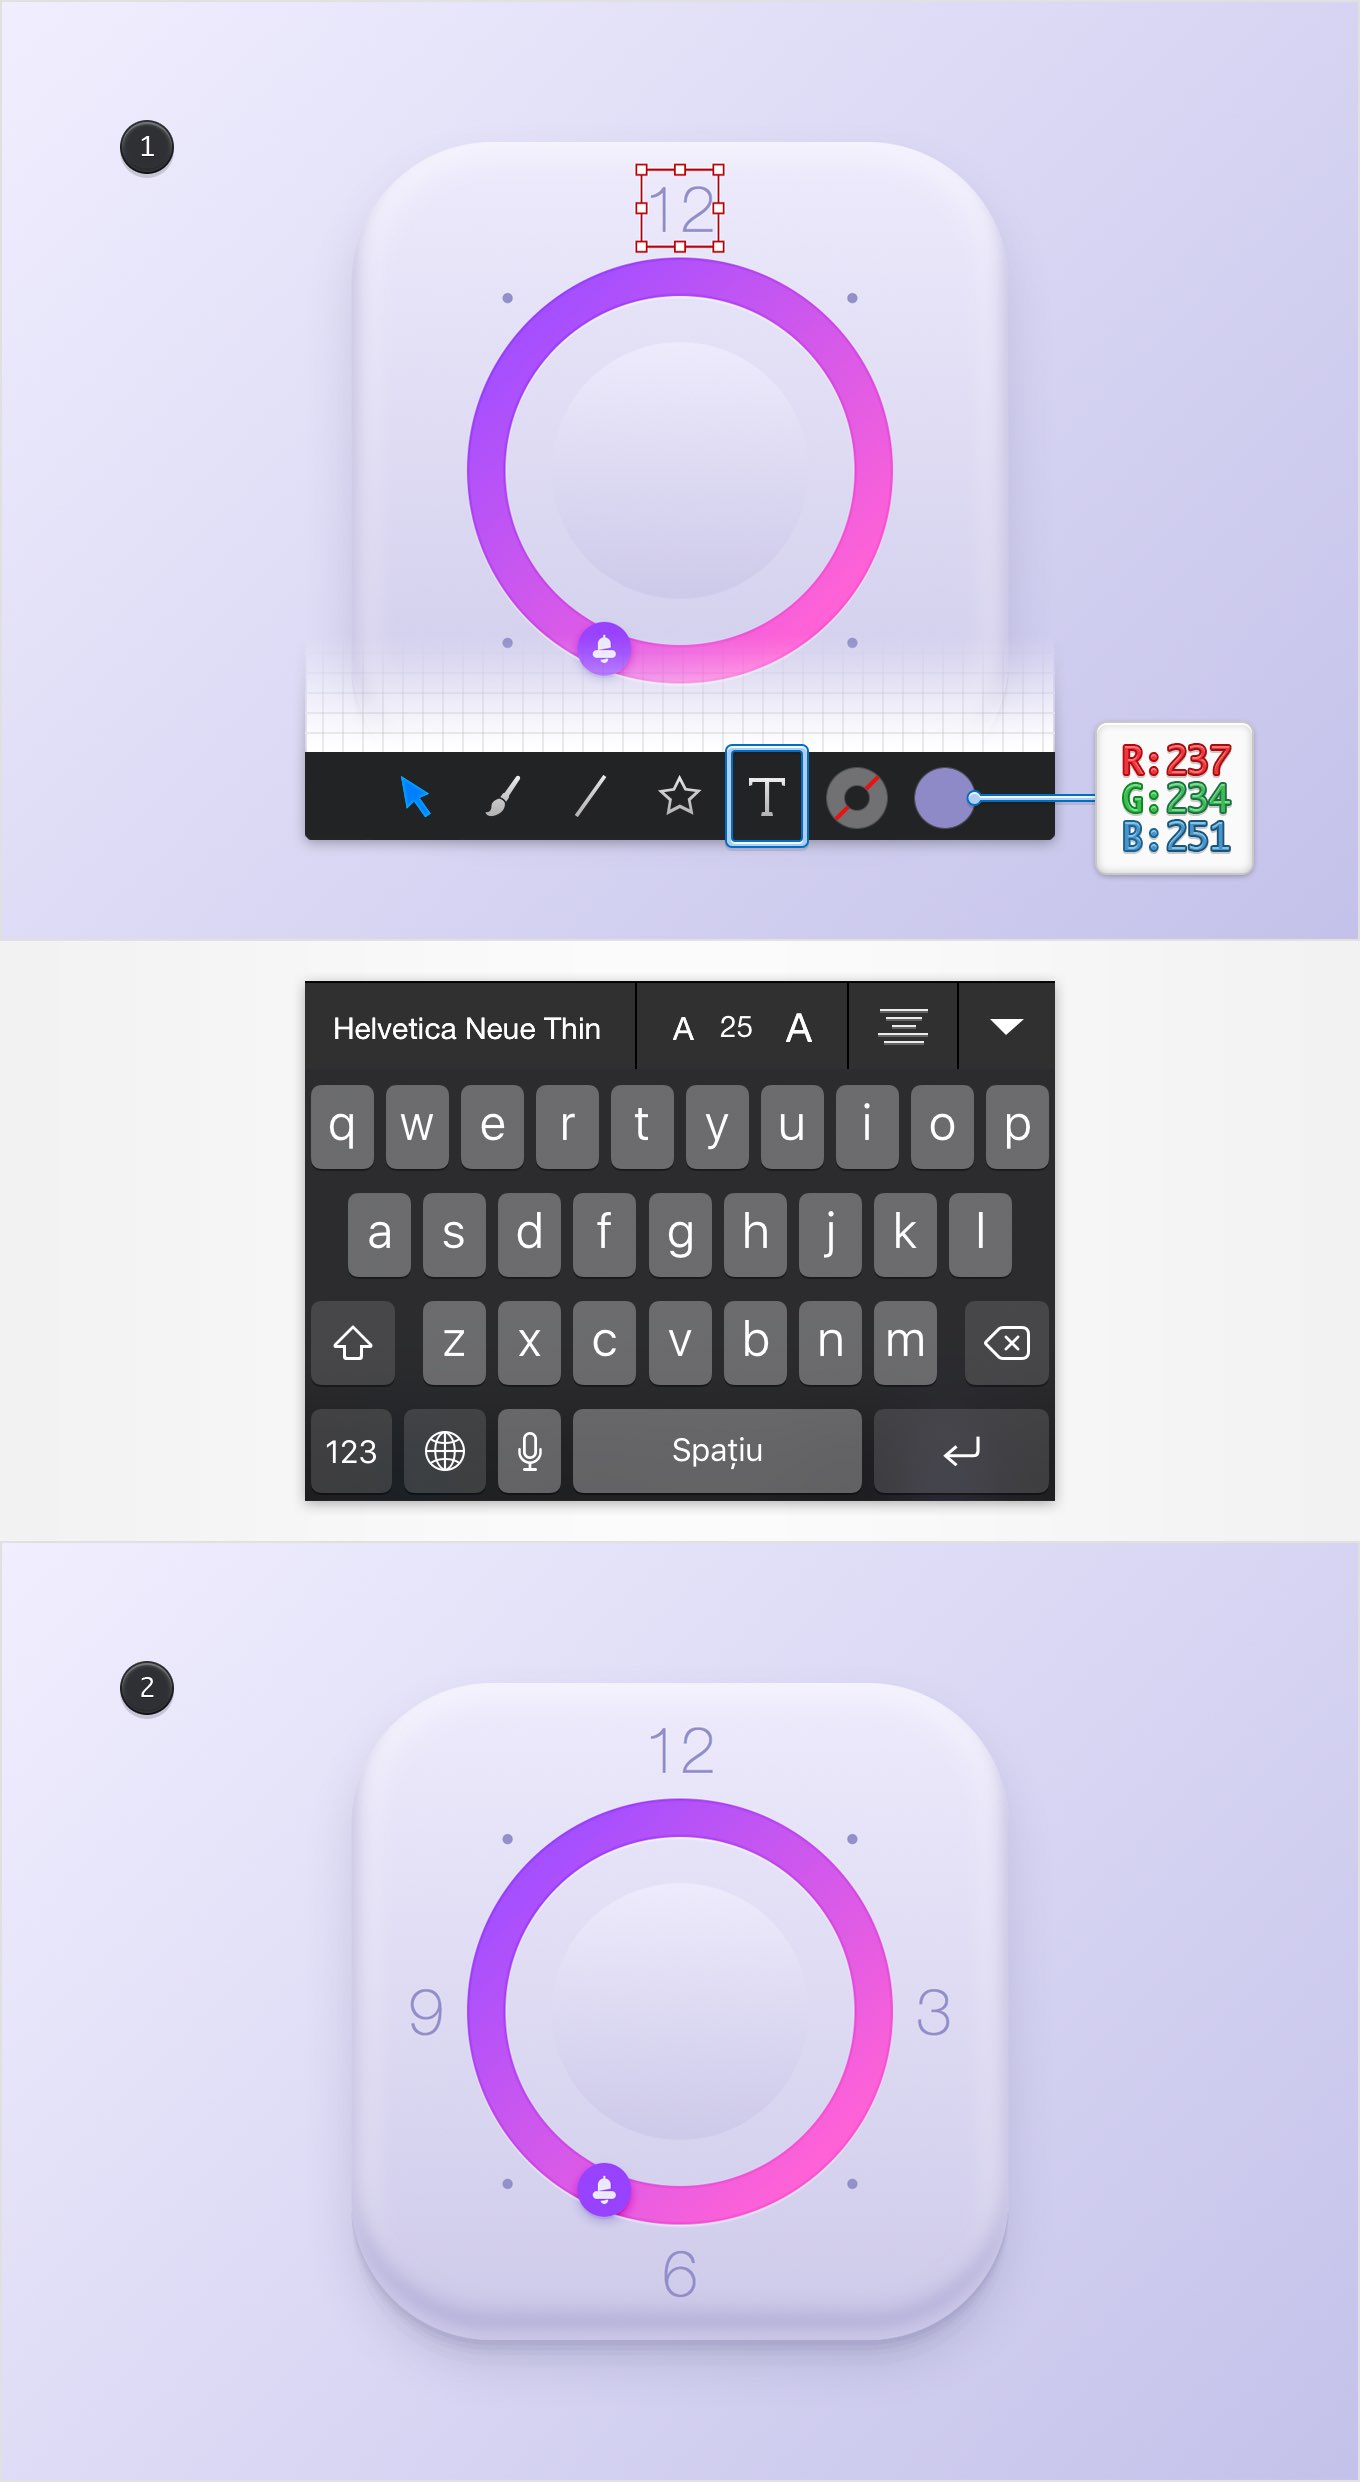 1
12
T
R:237
G:234
B:251
Helvetica Neue Thin A 25 A
q w e r t y u i o p
a s d f g h j k l
z x c v b n m
123 Spațiu
2
12
9 3
6